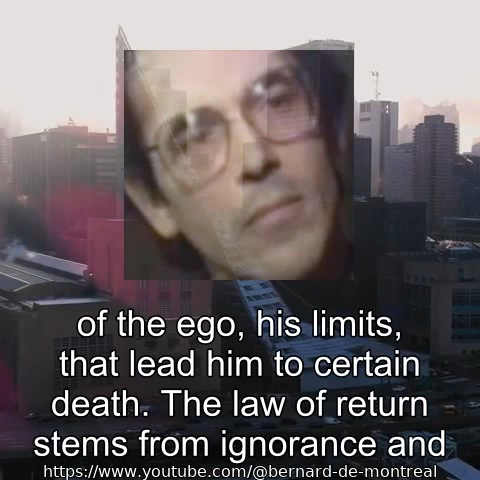 of the ego, his limits,
that lead him to certain
death. The law of return
stems from ignorance and
https://www.youtube.com/@bernard-de-montreal